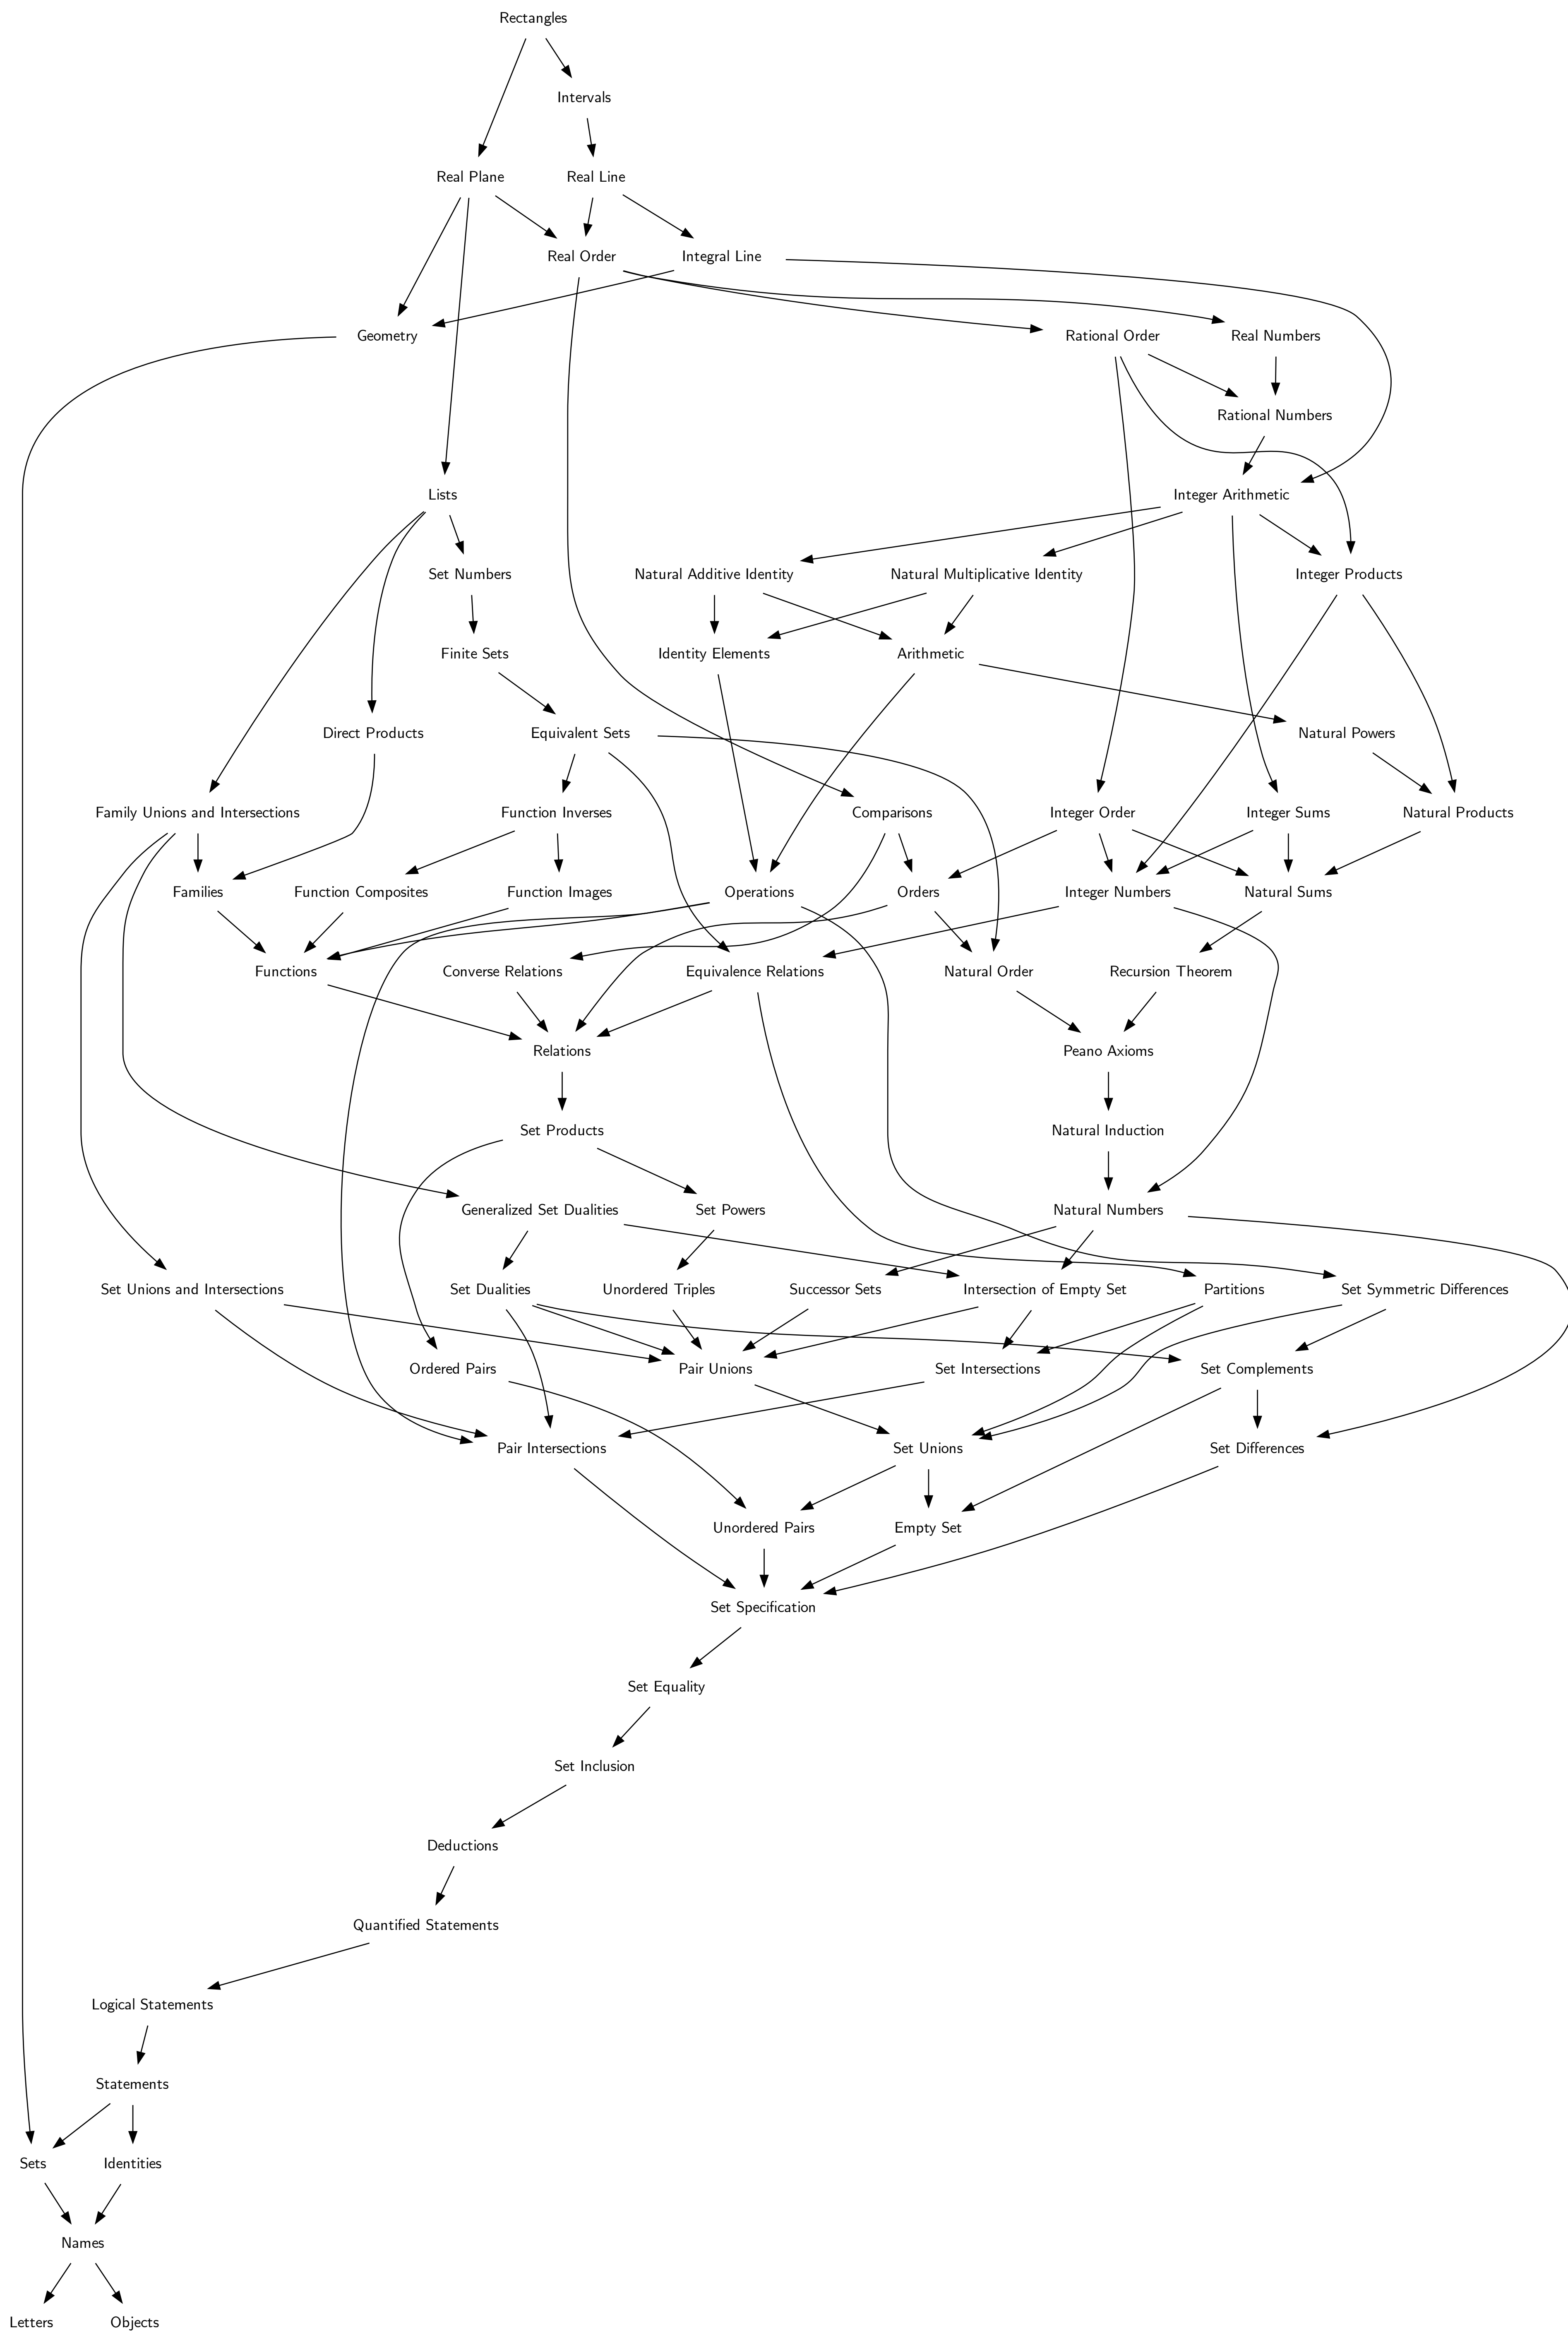 Rectangles
Intervals
Real Plane
Real Line
Real Order
Integral Line
Geometry
Rational Order
Real Numbers
Rational Numbers
Lists
Integer Arithmetic
Set Numbers
Natural Additive Identity
Natural Multiplicative Identity
Integer Products
Finite Sets
Identity Elements
Arithmetic
Direct Products
Equivalent Sets
Natural Powers
Family Unions and Intersections
Function Inverses
Comparisons
Integer Order
Integer Sums
Natural Products
Families
Function Composites
Function Images
Operations
Orders
Integer Numbers
Natural Sums
Functions
Converse Relations
Equivalence Relations
Natural Order
Recursion Theorem
Relations
Peano Axioms
Set Products
Natural Induction
Generalized Set Dualities
Set Powers
Natural Numbers
Set Unions and Intersections
Set Dualities
Unordered Triples
Successor Sets
Intersection of Empty Set
Partitions
Set Symmetric Differences
Ordered Pairs
Pair Unions
Set Intersections
Set Complements
Pair Intersections
Set Unions
Set Differences
Unordered Pairs
Empty Set
Set Specification
Set Equality
Set Inclusion
Deductions
Quantified Statements
Logical Statements
Statements
Sets
Identities
Names
Letters
Objects